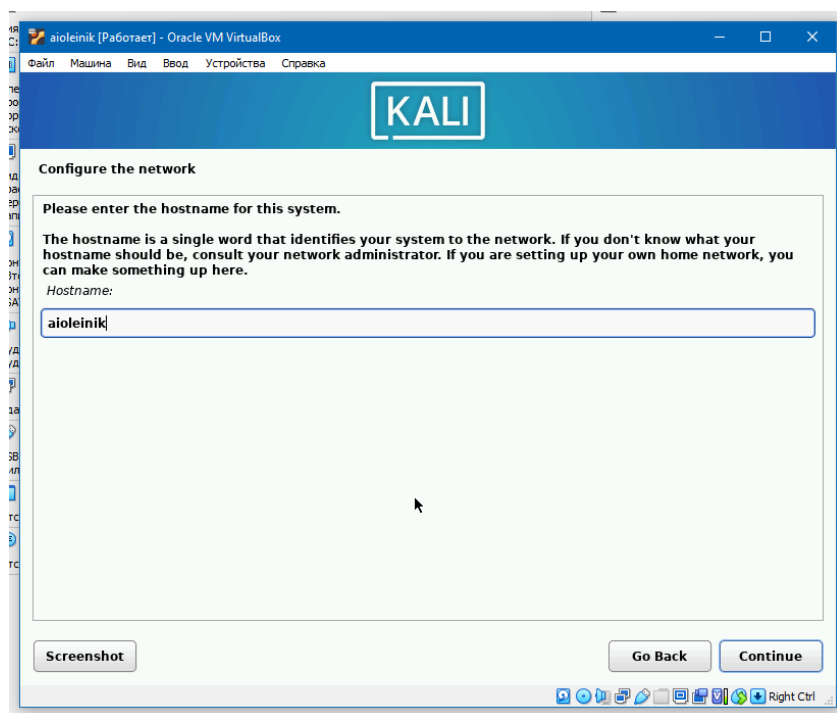 aioleinik [Работает] - Oracle VM VirtualBox
Файл Машина Вид Ввод Устройства Справка
KALI
Configure the network
Please enter the hostname for this system.
The hostname is a single word that identifies your system to the network. If you don't know what your
hostname should be, consult your network administrator. If you are setting up your own home network, you
can make something up here.
Hostname:
aioleinik
Screenshot
Go Back
Continue
Right Ctrl